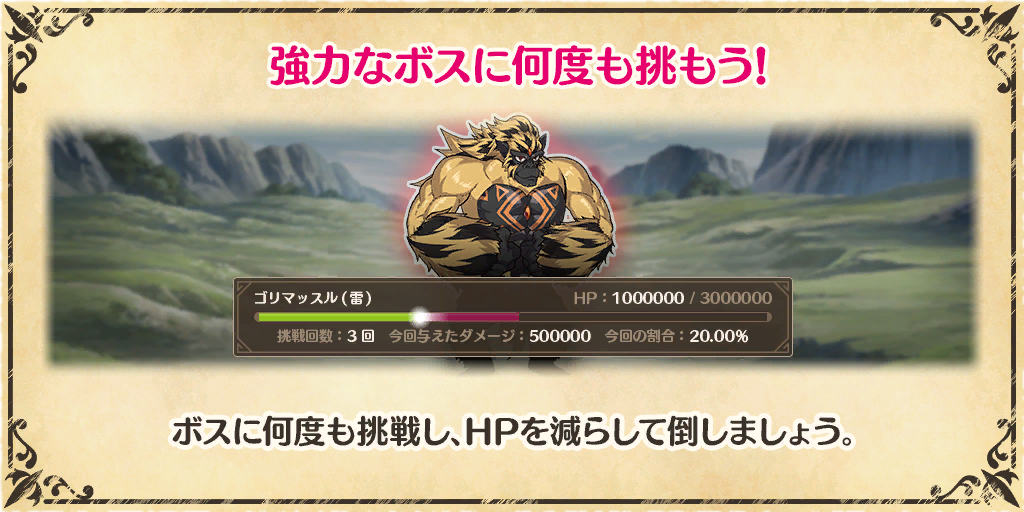 強力なボスに何度も挑もう!
ゴリマッスル(雷) HP:1000000 / 3000000
挑戦回数:3回 今回与えたダメージ:500000 今回の割合:20.00%
ボスに何度も挑戦し、HPを減らして倒しましょう。